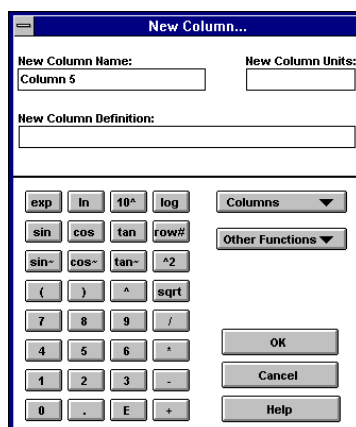 New Column...
New Column Name: New Column Units:
Column 5
New Column Definition:
exp ln 10^ log Columns
sin cos tan row# Other Functions
sin~ cos~ tan~ ^2
( ) ^ sqrt
7 8 9 /
4 5 6 * OK
1 2 3 - Cancel
0 . E + Help